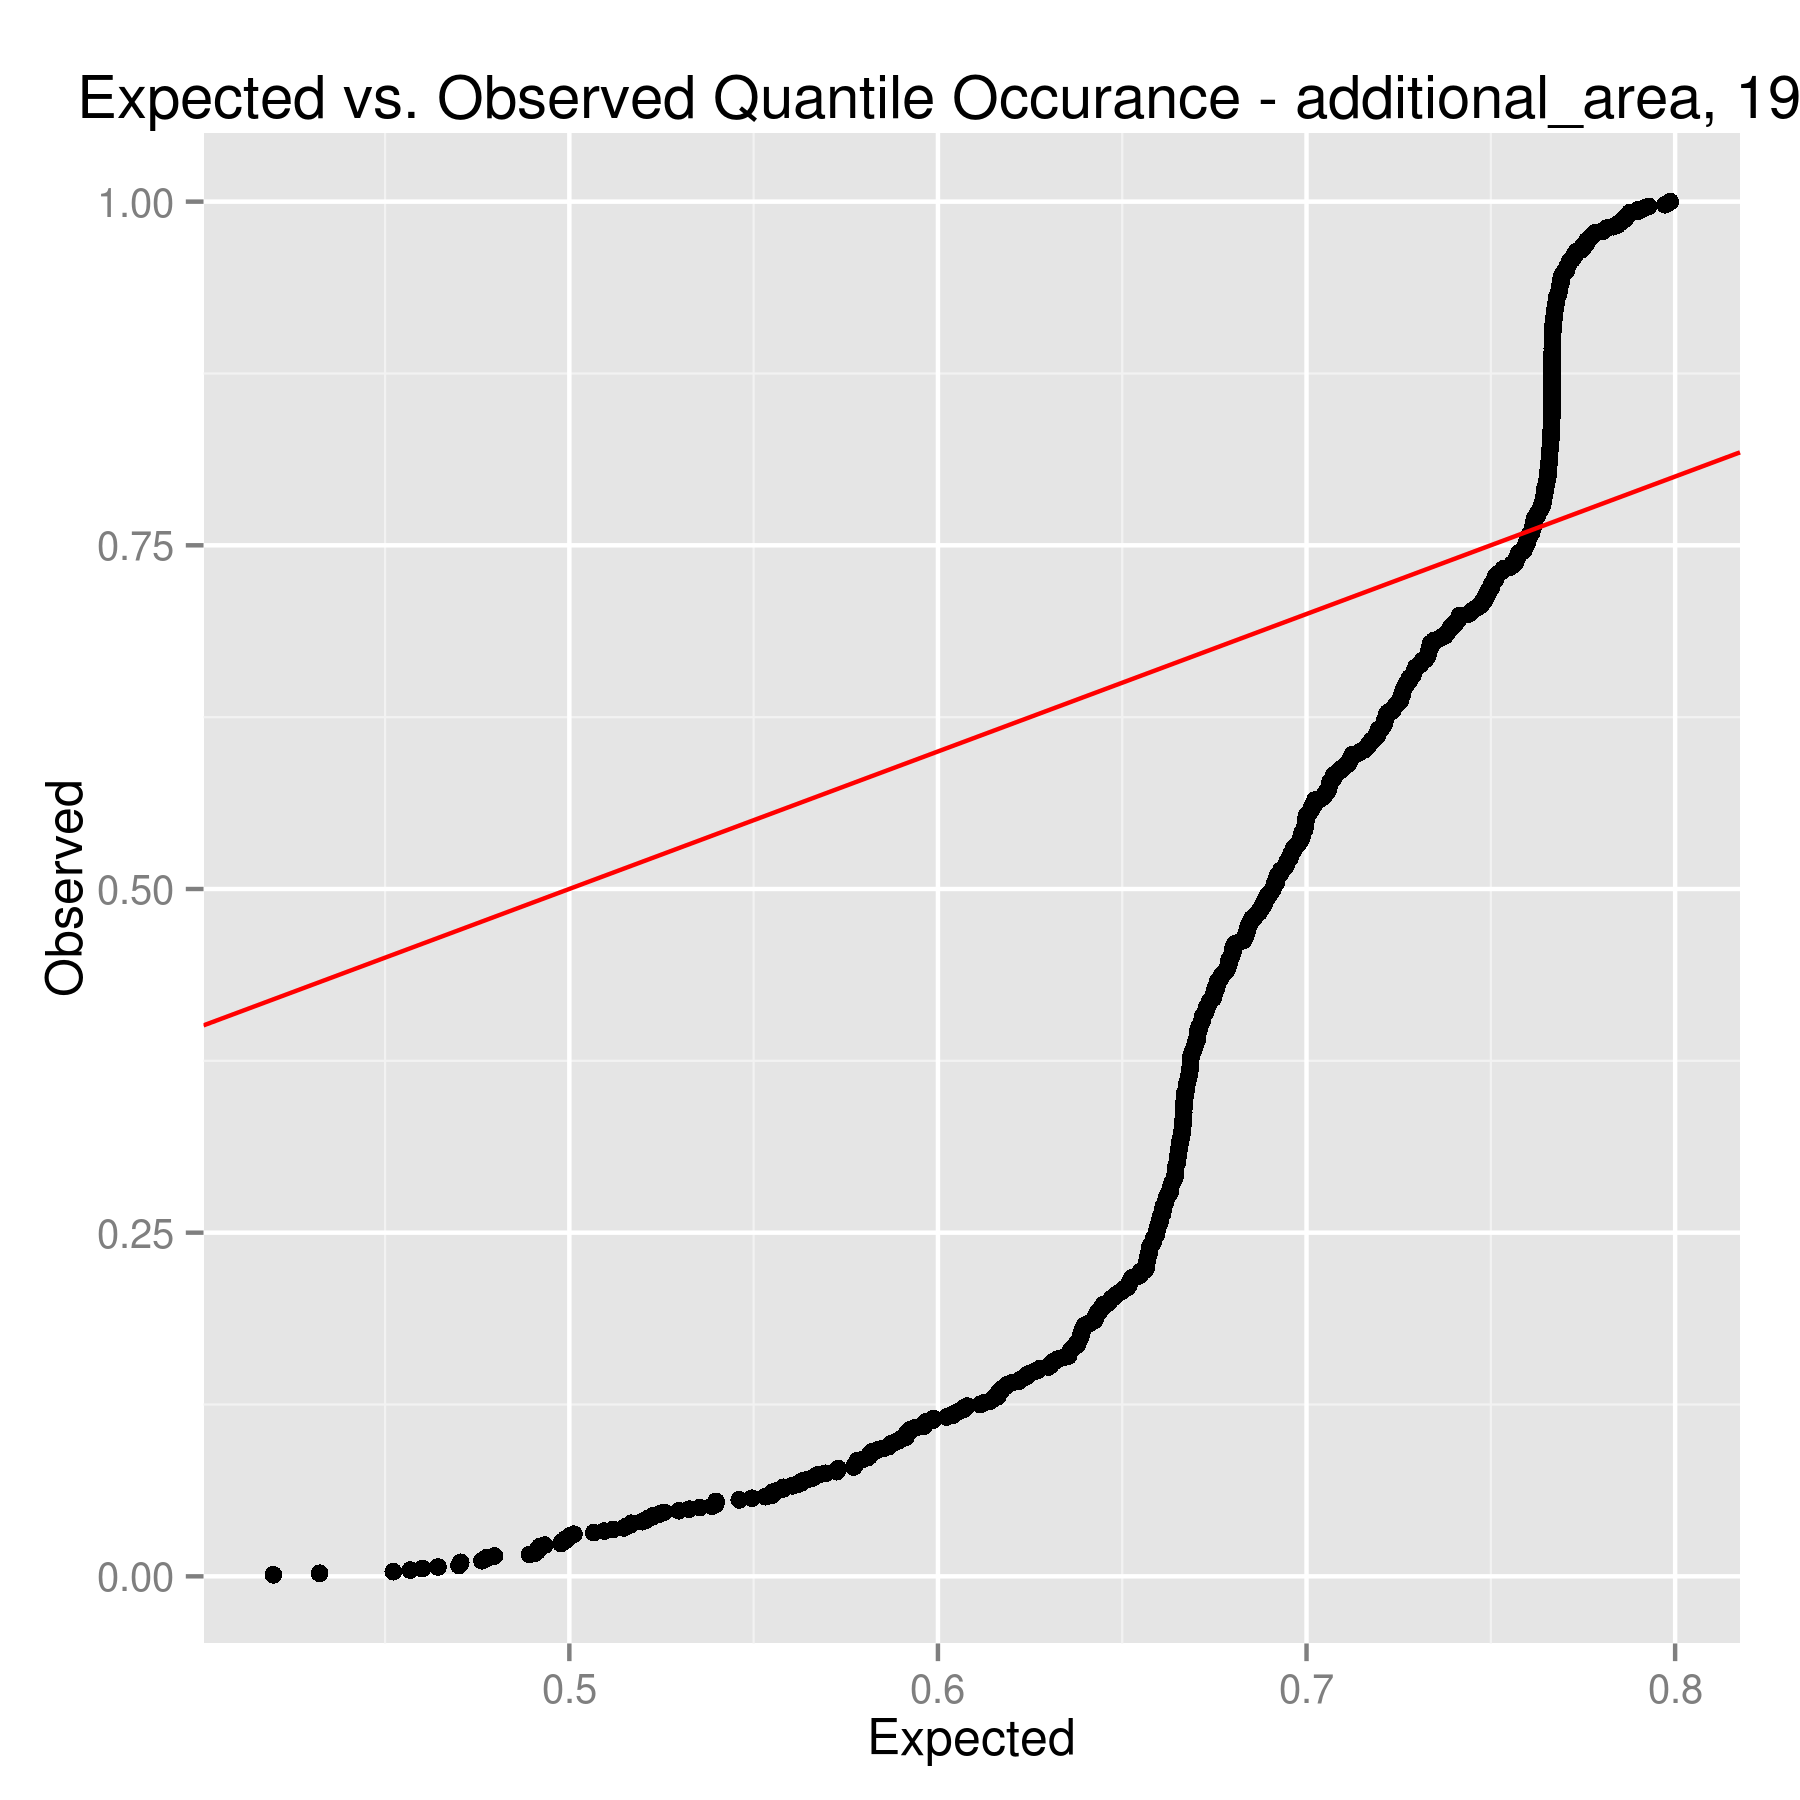 Expected vs. Observed Quantile Occurance - additional_area, 19
1.00
0.75
0.50
0.25
0.00
Observed
0.5 0.6 0.7 0.8
Expected